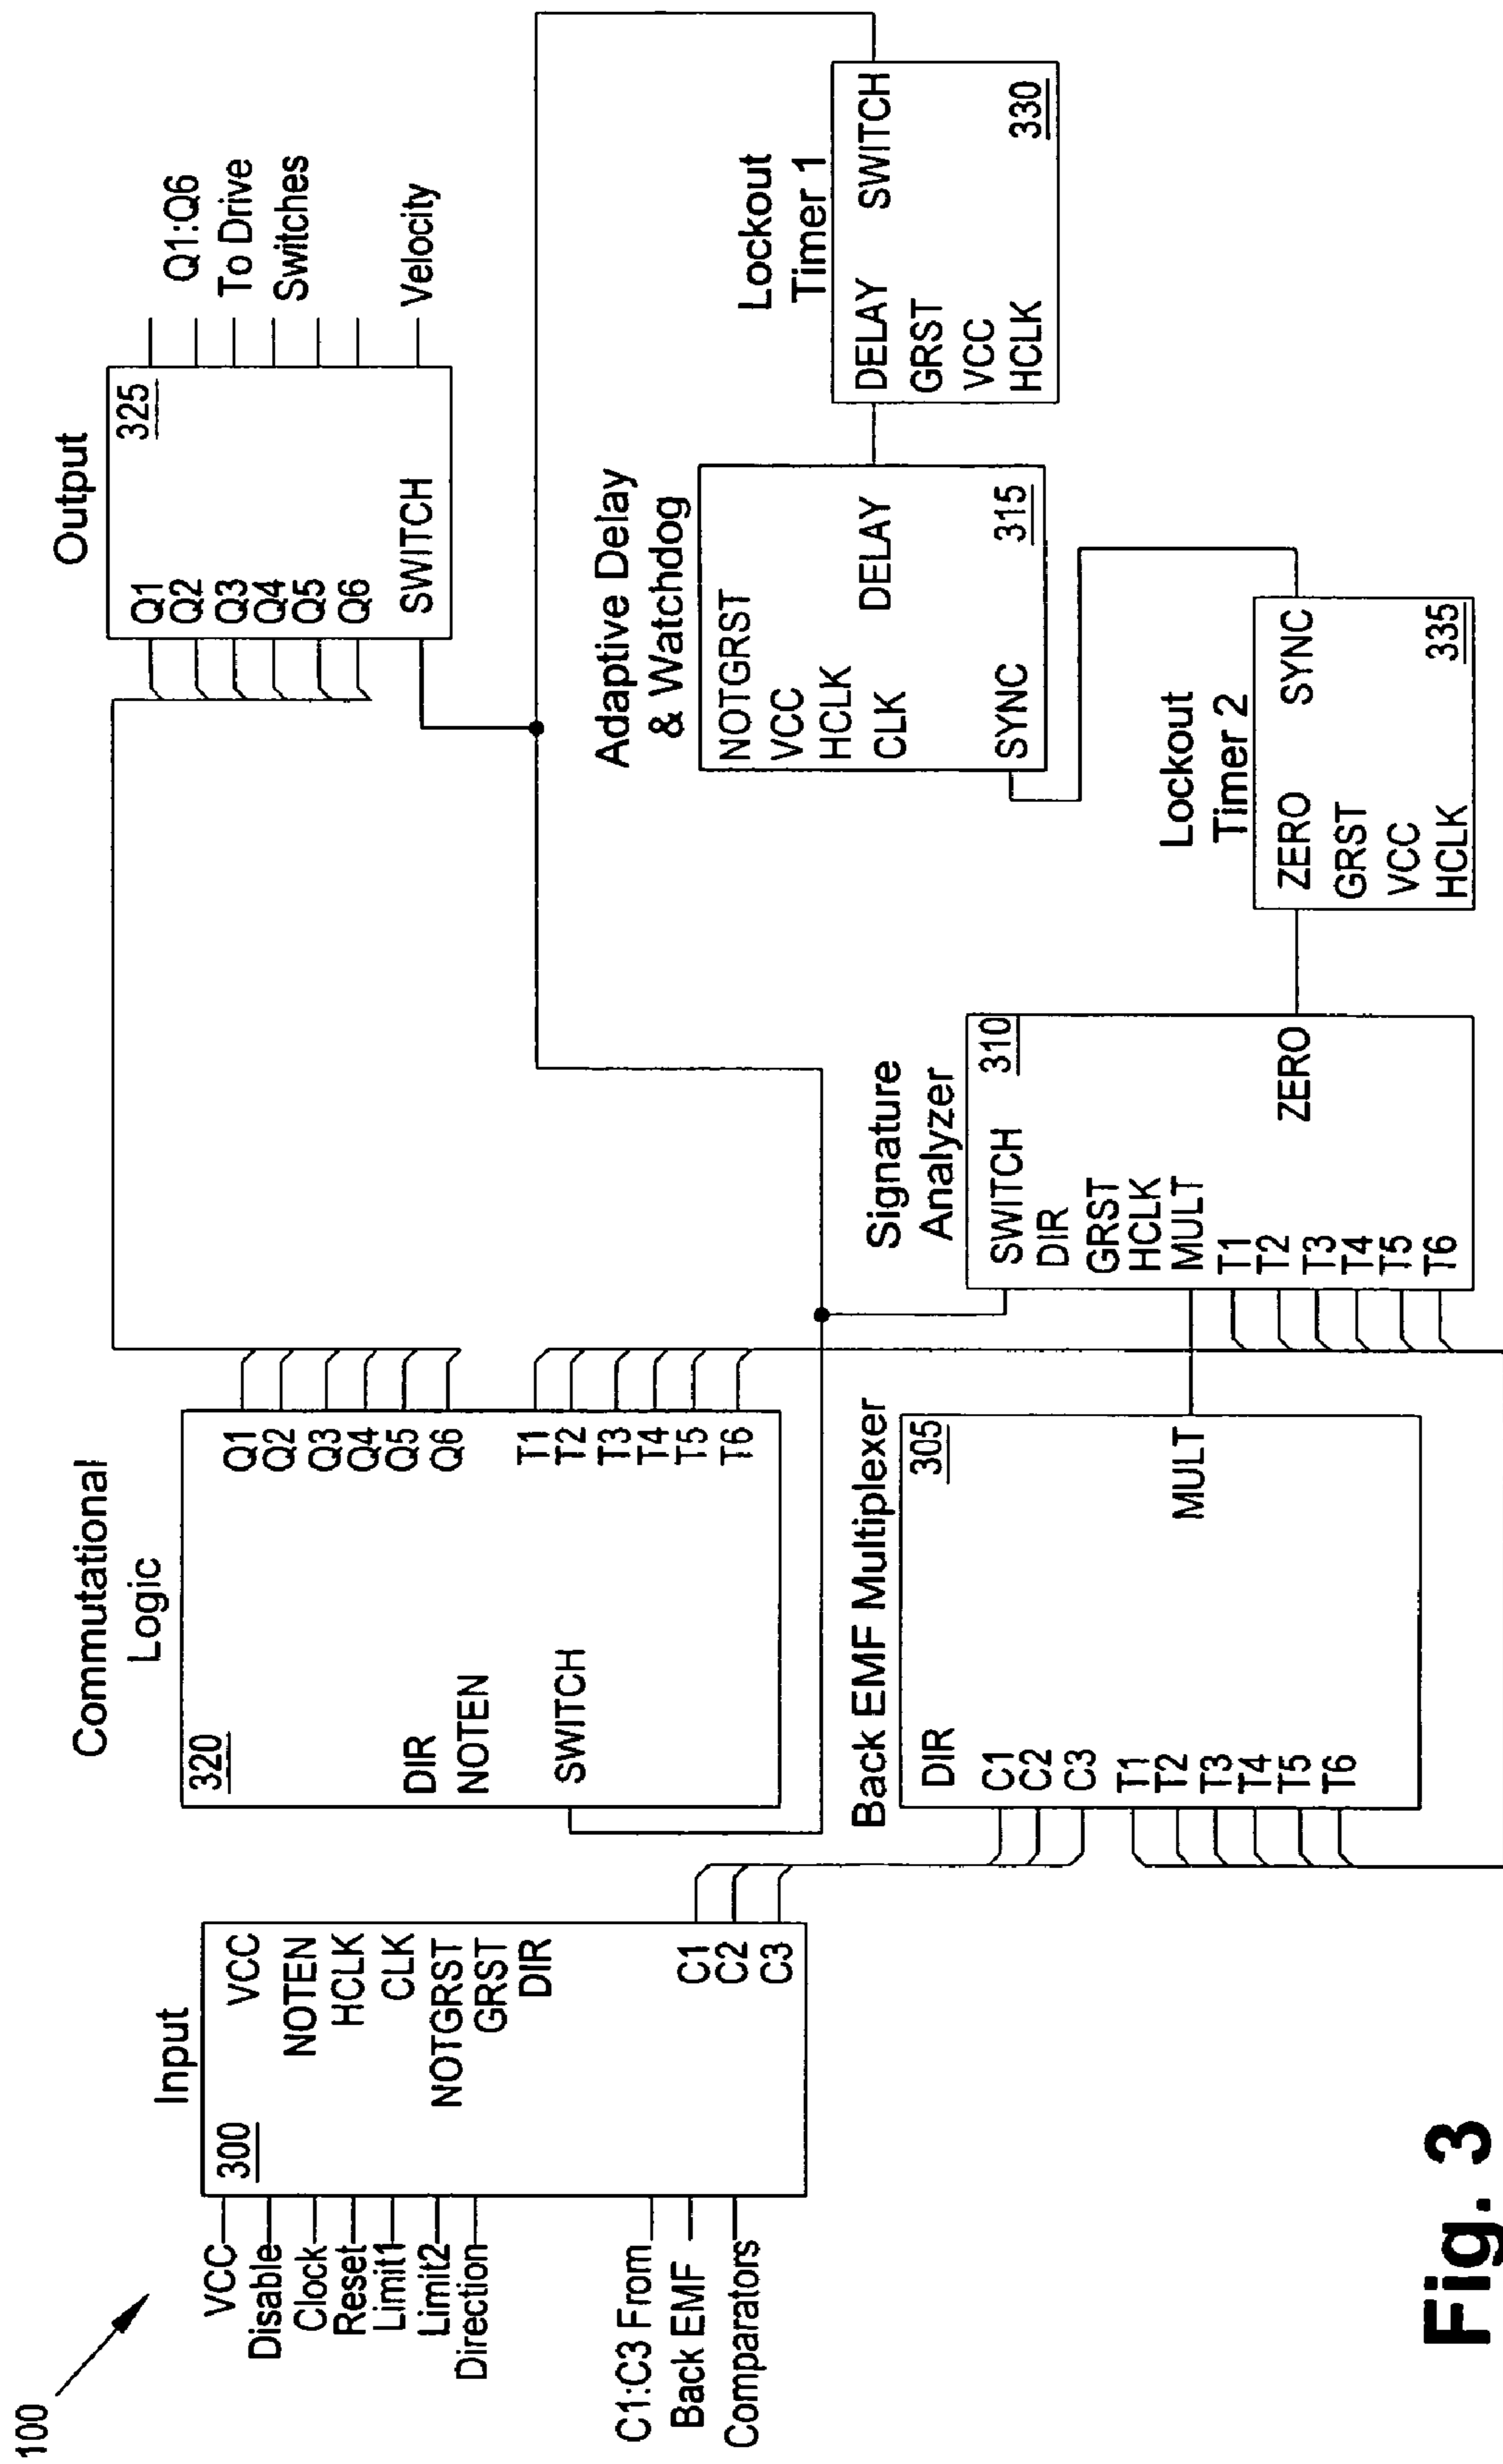 100
VCC
Disable
Clock
Reset
Limit1
Limit2
Direction
C1:C3 From
Back EMF
Comparators
Input
300
VCC
NOTEN
HCLK
CLK
NOTGRST
GRST
DIR
C1
C2
C3
Commutational
Logic
320
DIR
NOTEN
SWITCH
Q1
Q2
Q3
Q4
Q5
Q6
T1
T2
T3
T4
T5
T6
Back EMF Multiplexer
305
DIR
C1
C2
C3
T1
T2
T3
T4
T5
T6
MULT
Signature
Analyzer
310
SWITCH
DIR
GRST
HCLK
MULT
T1
T2
T3
T4
T5
T6
ZERO
Output
325
Q1
Q2
Q3
Q4
Q5
Q6
SWITCH
Q1:Q6
To Drive
Switches
Velocity
Adaptive Delay
& Watchdog
NOTGRST
VCC
HCLK
CLK
DELAY
SYNC
315
Lockout
Timer 2
ZERO
SYNC
GRST
VCC
HCLK
335
Lockout
Timer 1
DELAY
SWITCH
GRST
VCC
HCLK
330
Fig. 3